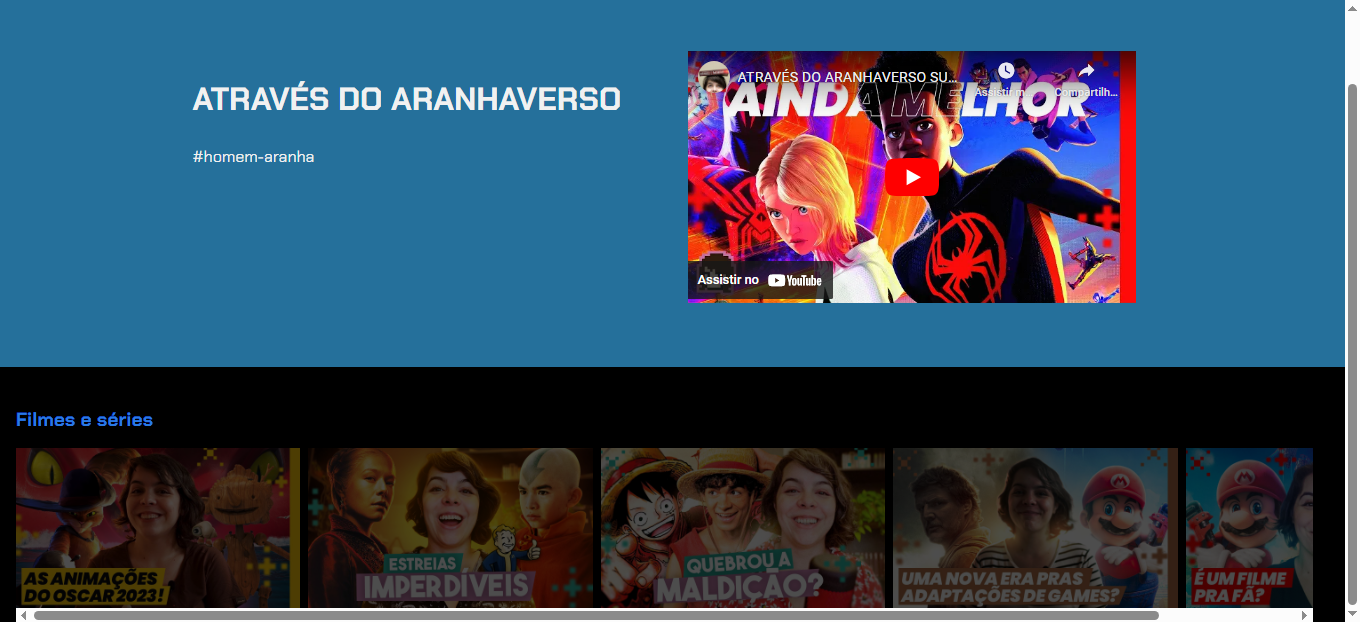 ATRAVÉS DO ARANHAVERSO
#homem-aranha
ATRAVÉS DO ARANHAVERSO SU...
Assistir m...
Compartilh...
AINDA MELHOR
Assistir no YouTube
Filmes e séries
AS ANIMAÇÕES
DO OSCAR 2023!
ESTREIAS
IMPERDÍVEIS
QUEBROU A
MALDIÇÃO?
UMA NOVA ERA PRAS
ADAPTAÇÕES DE GAMES?
É UM FILME
PRA FÃ?